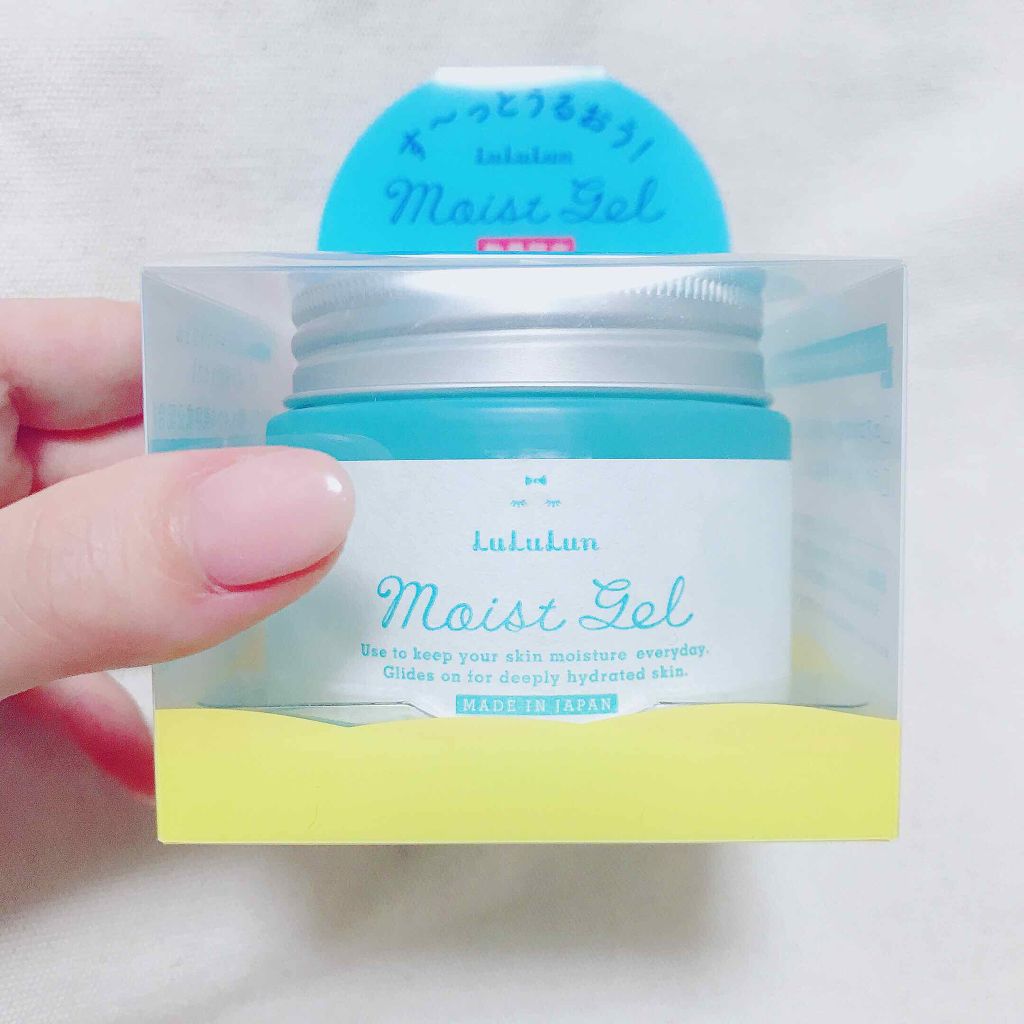 ず〜っとうるおう!
LuLuLun
Moist Gel
LuLuLun
Moist Gel
Use to keep your skin moisture everyday.
Glides on for deeply hydrated skin.
MADE IN JAPAN